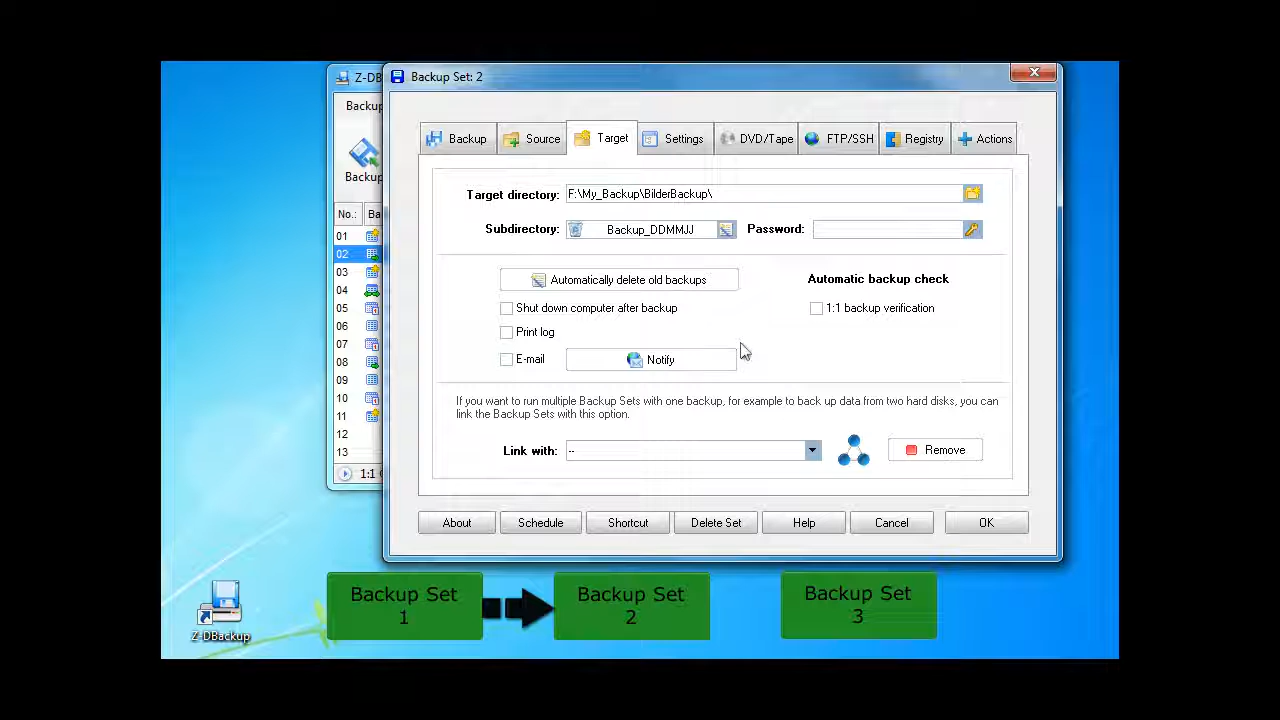 Z-DB
Backup Set: 2
Backup
Backup
No.: Ba
01
02
03
04
05
06
07
08
09
10
11
12
13
1:1
Backup Source Target Settings DVD/Tape FTP/SSH Registry Actions
Target directory: F:\My_Backup\BilderBackup\
Subdirectory: Backup_DDMMJJ Password:
Automatically delete old backups Automatic backup check
Shut down computer after backup 1:1 backup verification
Print log
E-mail Notify
If you want to run multiple Backup Sets with one backup, for example to back up data from two hard disks, you can
link the Backup Sets with this option.
Link with: -- Remove
About Schedule Shortcut Delete Set Help Cancel OK
Backup Set
1
Backup Set
2
Backup Set
3
Z-DBackup